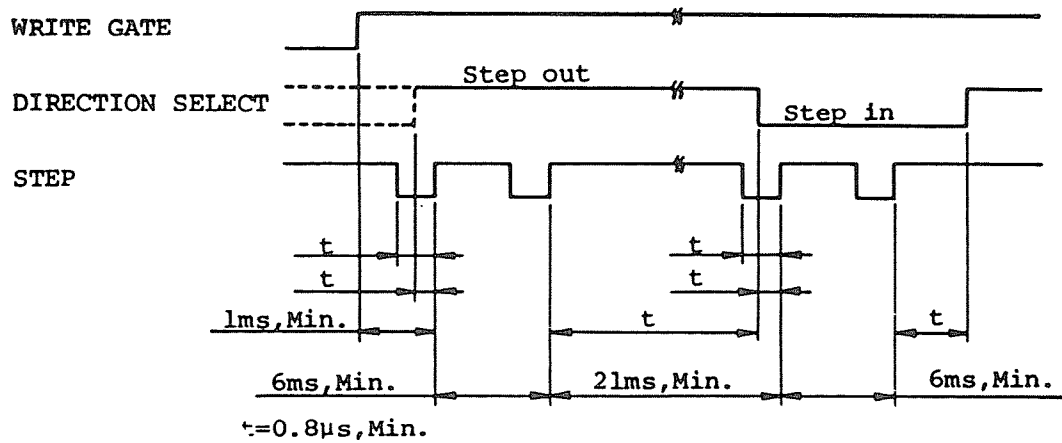 WRITE GATE
Step out
DIRECTION SELECT
Step in
STEP
t
t
t
t
1ms,Min.
t
t
6ms,Min.
21ms,Min.
6ms,Min.
t=0.8µs,Min.